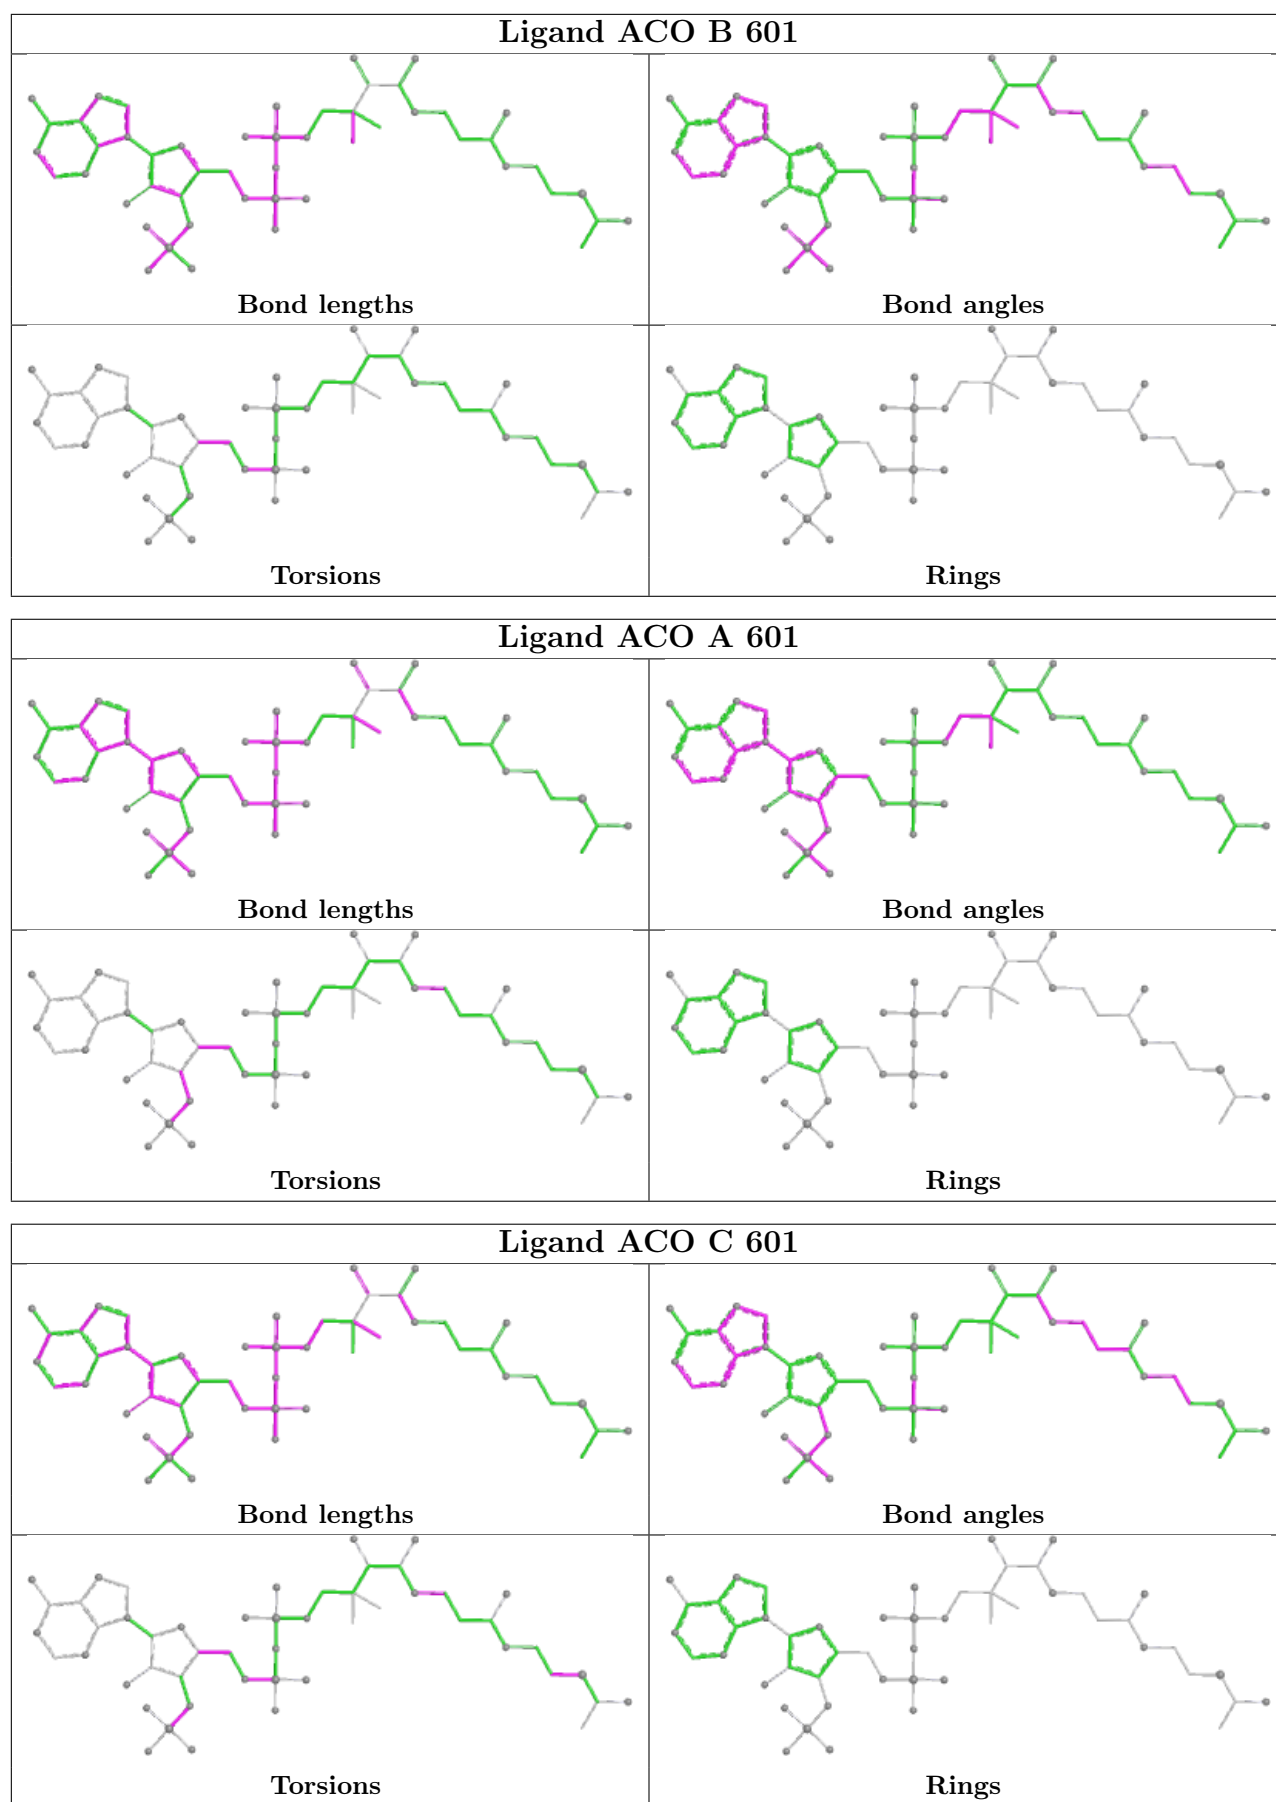 Ligand ACO B 601
Bond lengths
Bond angles
Torsions
Rings
Ligand ACO A 601
Bond lengths
Bond angles
Torsions
Rings
Ligand ACO C 601
Bond lengths
Bond angles
Torsions
Rings